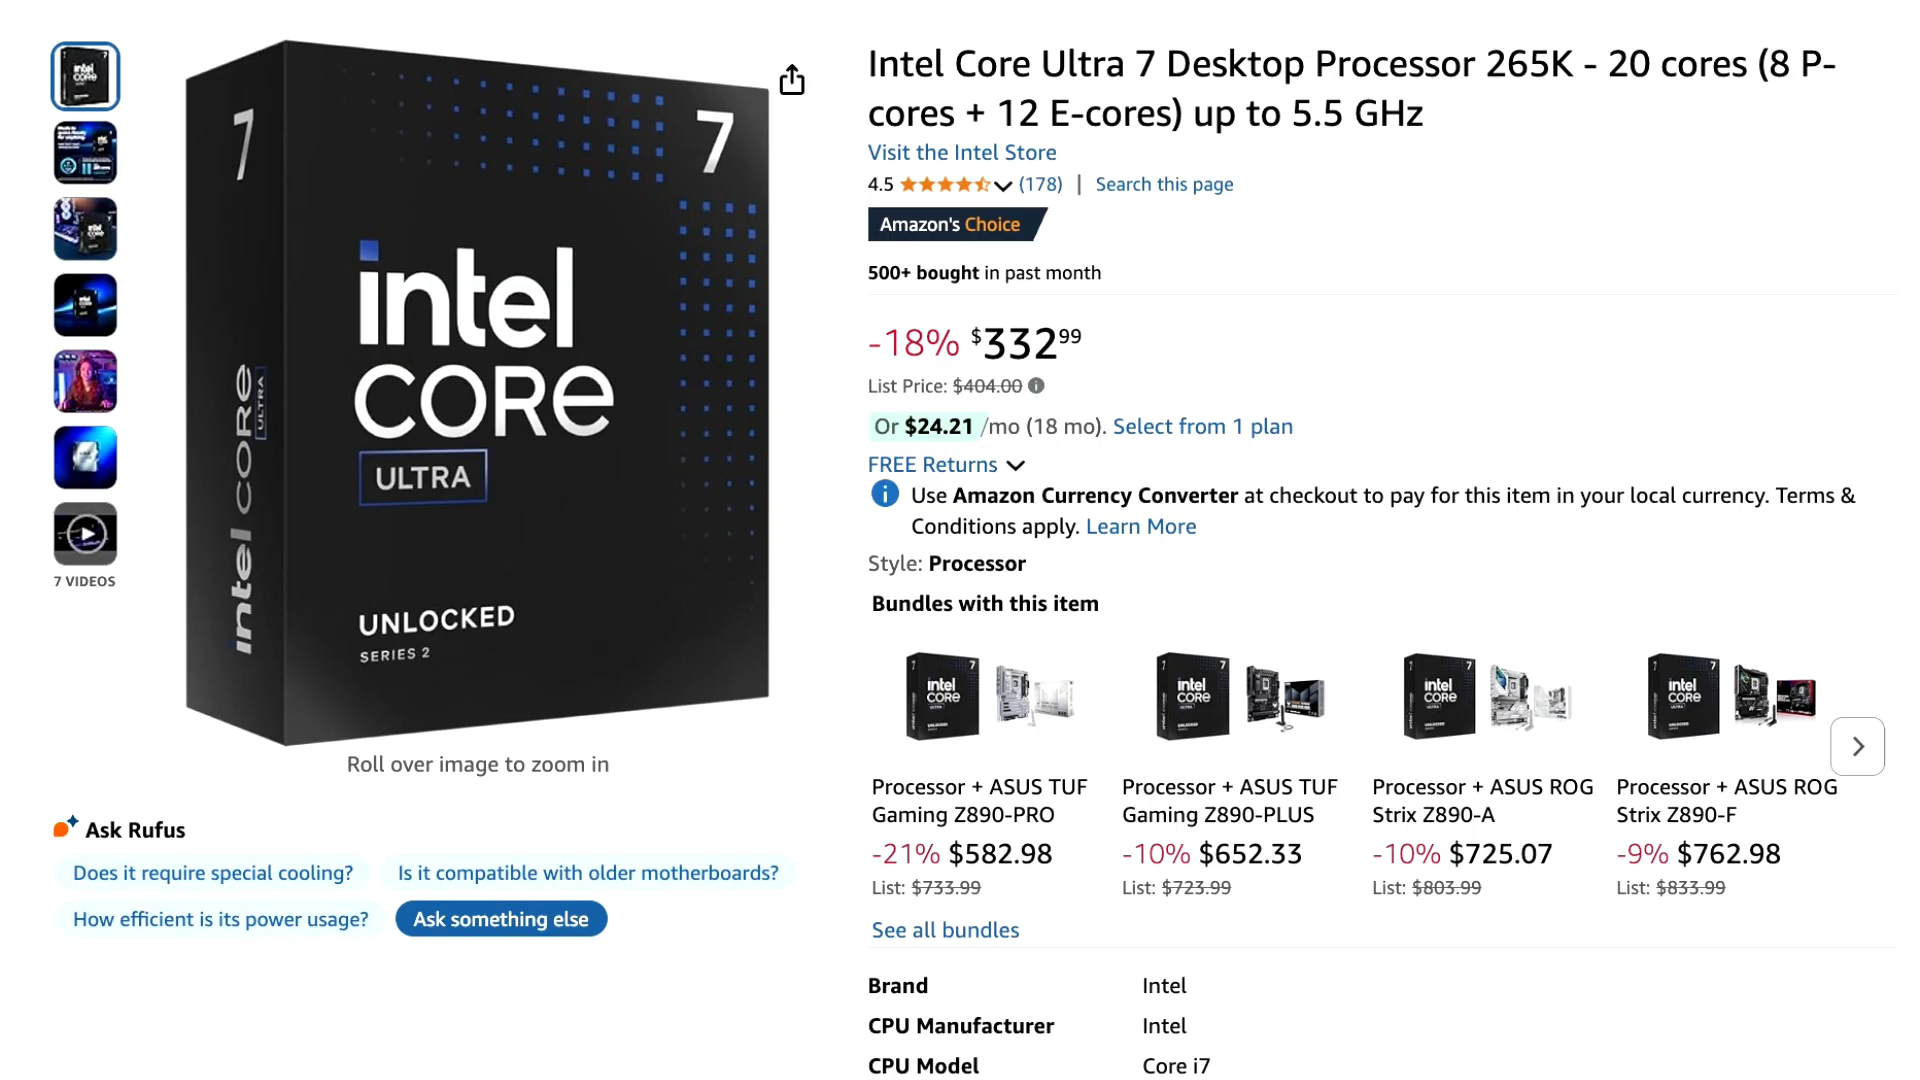 7
7
intel
CORE
ULTRA
UNLOCKED
SERIES 2
intel CORE
ULTRA
7 VIDEOS
Roll over image to zoom in
Ask Rufus
Does it require special cooling?
Is it compatible with older motherboards?
How efficient is its power usage?
Ask something else
Intel Core Ultra 7 Desktop Processor 265K - 20 cores (8 P-
cores + 12 E-cores) up to 5.5 GHz
Visit the Intel Store
4.5 (178) | Search this page
Amazon's Choice
500+ bought in past month
-18% $332 99
List Price: $404.00
Or $24.21 /mo (18 mo). Select from 1 plan
FREE Returns
Use Amazon Currency Converter at checkout to pay for this item in your local currency. Terms &
Conditions apply. Learn More
Style: Processor
Bundles with this item
Processor + ASUS TUF
Gaming Z890-PRO
-21% $582.98
List: $733.99
Processor + ASUS TUF
Gaming Z890-PLUS
-10% $652.33
List: $723.99
Processor + ASUS ROG
Strix Z890-A
-10% $725.07
List: $803.99
Processor + ASUS ROG
Strix Z890-F
-9% $762.98
List: $833.99
See all bundles
Brand Intel
CPU Manufacturer Intel
CPU Model Core i7